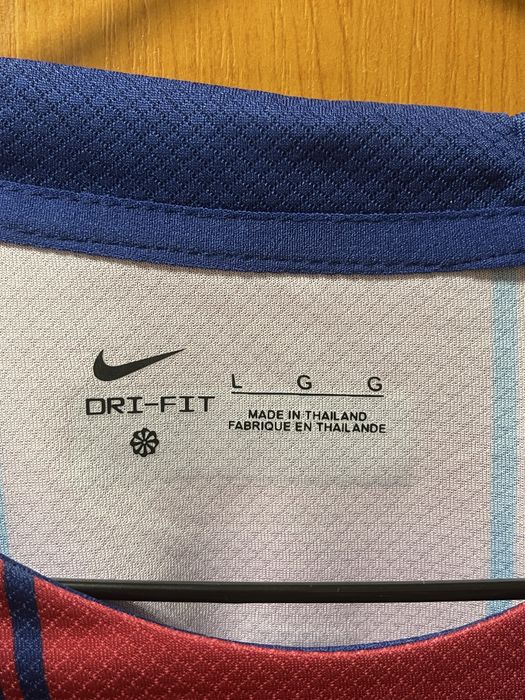 L G G
DRI-FIT
MADE IN THAILAND
FABRIQUE EN THAILANDE